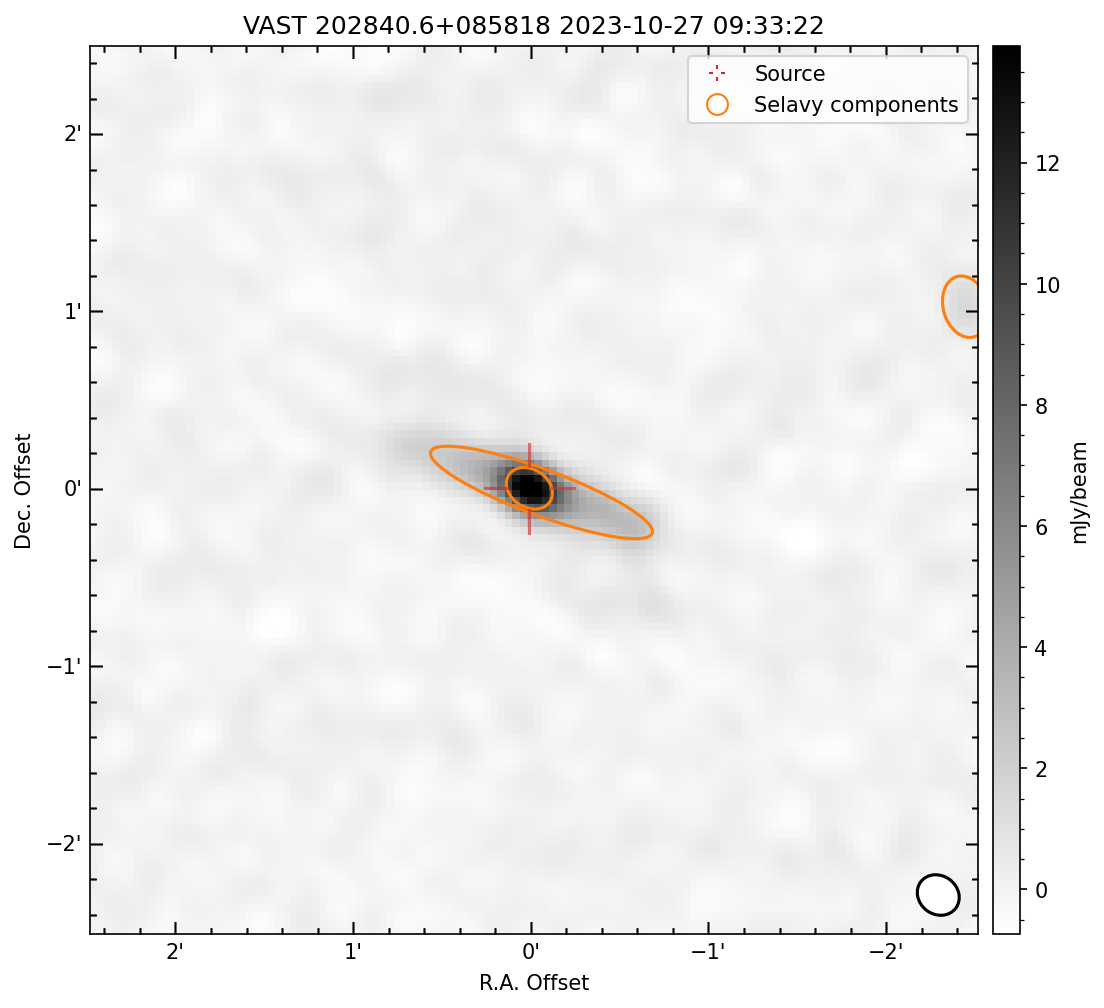 VAST 202840.6+085818 2023-10-27 09:33:22
Source
Selavy components
2'
1'
0'
−1'
−2'
Dec. Offset
2'
1'
0'
−1'
−2'
R.A. Offset
12
10
8
6
4
2
0
mJy/beam